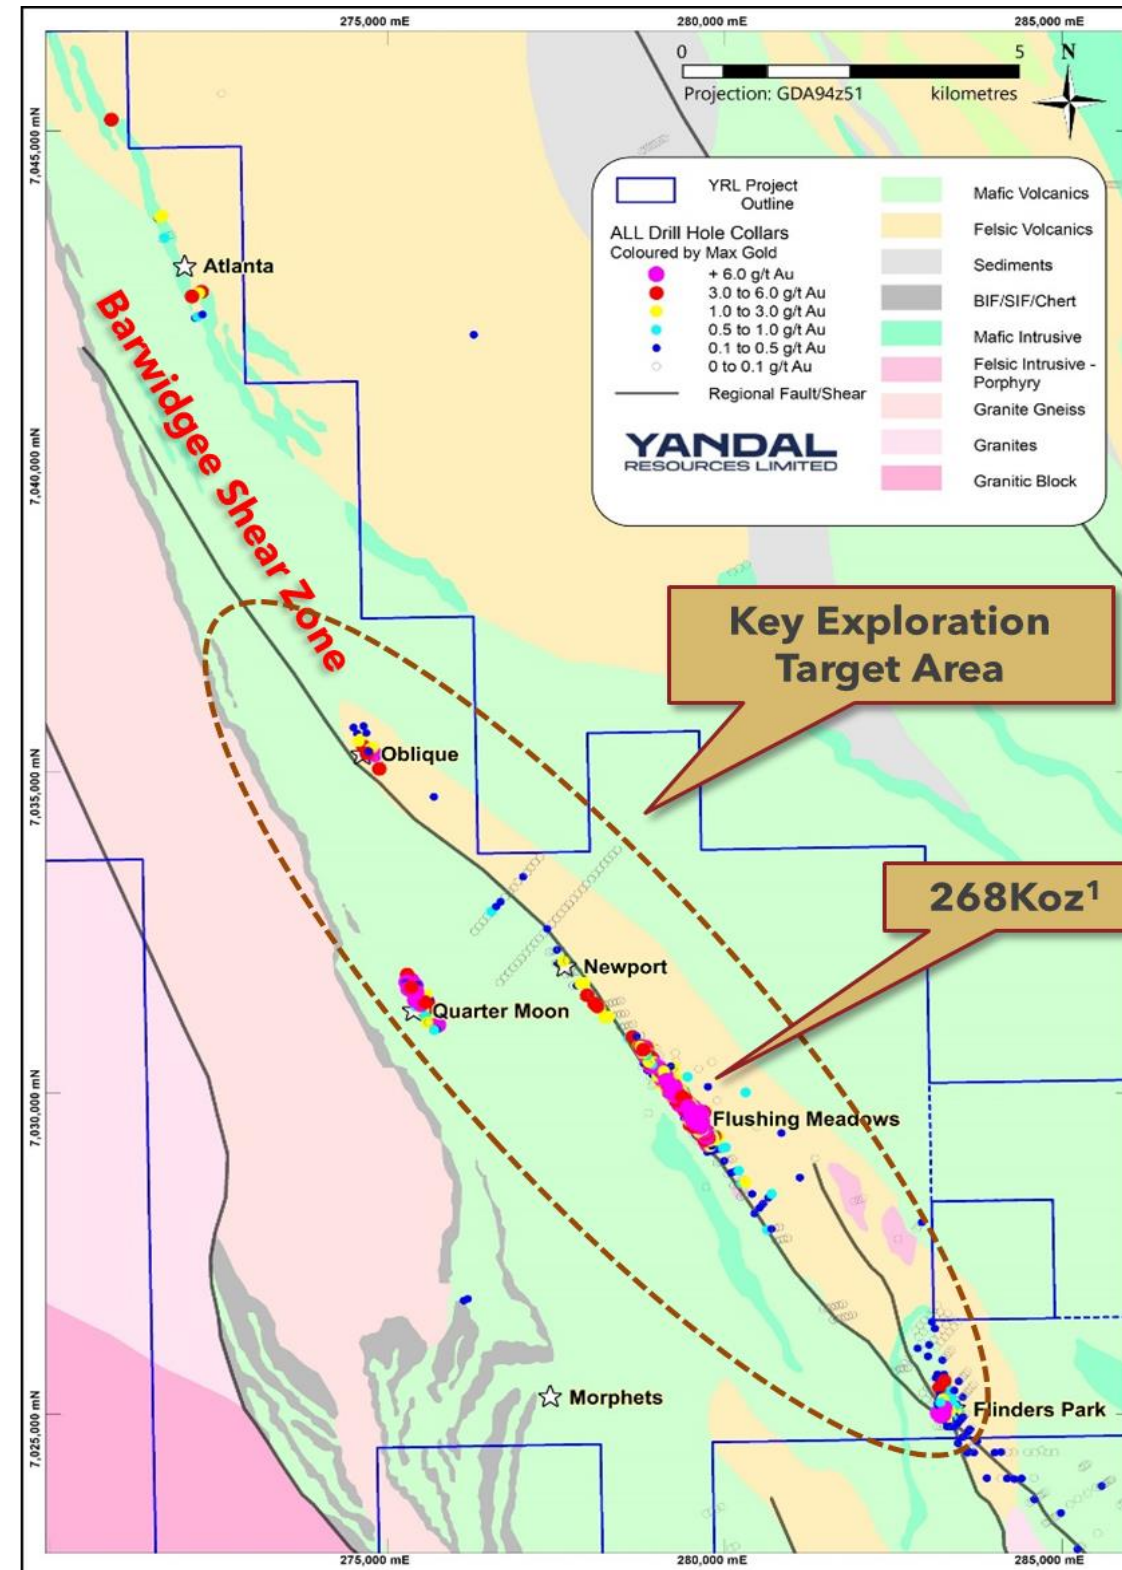 275,000 mE
280,000 mE
285,000 mE
0
5
N
Projection: GDA94z51
kilometres
7,045,000 mN
YRL Project
Outline
ALL Drill Hole Collars
Coloured by Max Gold
+ 6.0 g/t Au
3.0 to 6.0 g/t Au
1.0 to 3.0 g/t Au
0.5 to 1.0 g/t Au
0.1 to 0.5 g/t Au
0 to 0.1 g/t Au
Regional Fault/Shear
YANDAL
RESOURCES LIMITED
Mafic Volcanics
Felsic Volcanics
Sediments
BIF/SIF/Chert
Mafic Intrusive
Felsic Intrusive -
Porphyry
Granite Gneiss
Granites
Granitic Block
Atlanta
Barwidgee Shear Zone
7,040,000 mN
Key Exploration
Target Area
Oblique
7,035,000 mN
268Koz¹
Newport
Quarter Moon
7,030,000 mN
Flushing Meadows
Morphets
Flinders Park
7,025,000 mN
275,000 mE
280,000 mE
285,000 mE